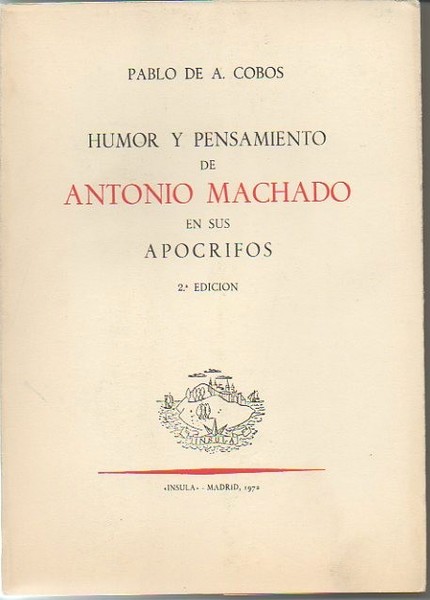 PABLO DE A. COBOS
HUMOR Y PENSAMIENTO
DE
ANTONIO MACHADO
EN SUS
APOCRIFOS
2.ª EDICION
INSULA
«INSULA» - MADRID, 1972